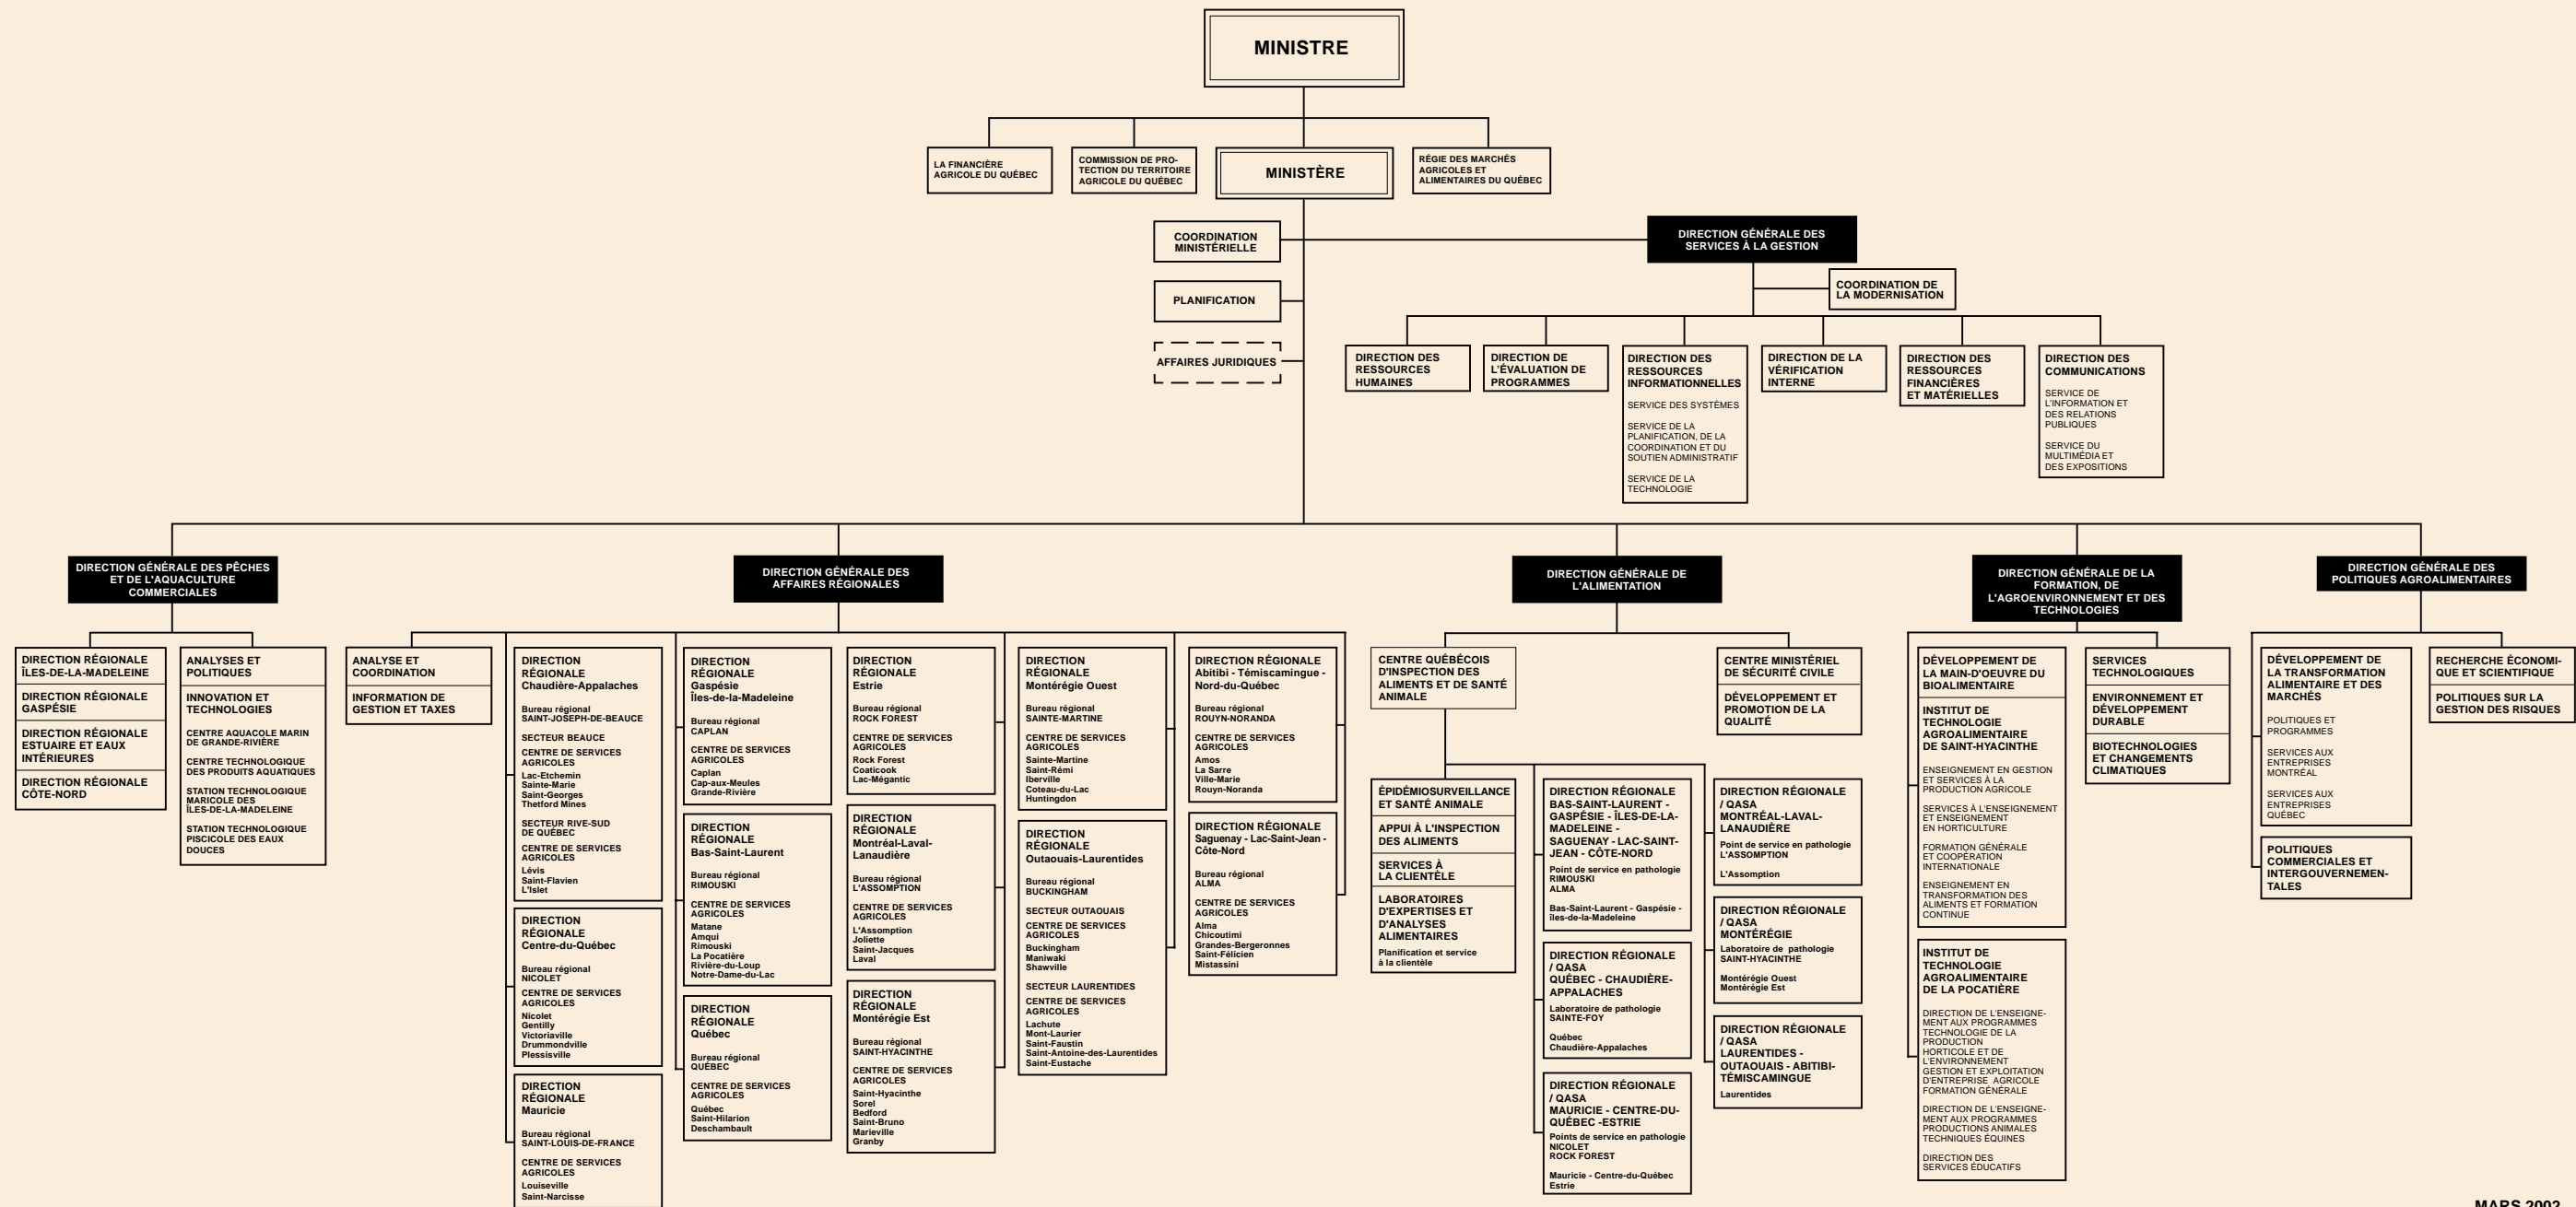 MINISTRE
LA FINANCIÈRE
AGRICOLE DU QUÉBEC
COMMISSION DE PRO-
TECTION DU TERRITOIRE
AGRICOLE DU QUÉBEC
MINISTÈRE
RÉGIE DES MARCHÉS
AGRICOLES ET
ALIMENTAIRES DU QUÉBEC
COORDINATION
MINISTÉRIELLE
DIRECTION GÉNÉRALE DES
SERVICES À LA GESTION
PLANIFICATION
COORDINATION DE
LA MODERNISATION
AFFAIRES JURIDIQUES
DIRECTION DES
RESSOURCES
HUMAINES
DIRECTION DE
L'ÉVALUATION DE
PROGRAMMES
DIRECTION DES
RESSOURCES
INFORMATIONNELLES
SERVICE DES SYSTÈMES
SERVICE DE LA
PLANIFICATION, DE LA
COORDINATION ET DU
SOUTIEN ADMINISTRATIF
SERVICE DE LA
TECHNOLOGIE
DIRECTION DE LA
VÉRIFICATION
INTERNE
DIRECTION DES
RESSOURCES
FINANCIÈRES
ET MATÉRIELLES
DIRECTION DES
COMMUNICATIONS
SERVICE DE
L'INFORMATION ET
DES RELATIONS
PUBLIQUES
SERVICE DU
MULTIMÉDIA ET
DES EXPOSITIONS
DIRECTION GÉNÉRALE DES PÊCHES
ET DE L'AQUACULTURE
COMMERCIALES
DIRECTION RÉGIONALE
ÎLES-DE-LA-MADELEINE
DIRECTION RÉGIONALE
GASPÉSIE
DIRECTION RÉGIONALE
ESTUAIRE ET EAUX
INTÉRIEURES
DIRECTION RÉGIONALE
CÔTE-NORD
ANALYSES ET
POLITIQUES
INNOVATION ET
TECHNOLOGIES
CENTRE AQUACOLE MARIN
DE GRANDE-RIVIÈRE
CENTRE TECHNOLOGIQUE
DES PRODUITS AQUATIQUES
STATION TECHNOLOGIQUE
MARICOLE DES
ÎLES-DE-LA-MADELEINE
STATION TECHNOLOGIQUE
PISCICOLE DES EAUX
DOUCES
DIRECTION GÉNÉRALE DES
AFFAIRES RÉGIONALES
ANALYSE ET
COORDINATION
INFORMATION DE
GESTION ET TAXES
DIRECTION
RÉGIONALE
Chaudière-Appalaches
Bureau régional
SAINT-JOSEPH-DE-BEAUCE
SECTEUR BEAUCE
CENTRE DE SERVICES
AGRICOLES
Lac-Etchemin
Sainte-Marie
Saint-Georges
Thetford Mines
SECTEUR RIVE-SUD
DE QUÉBEC
CENTRE DE SERVICES
AGRICOLES
Lévis
Saint-Flavien
L'Islet
DIRECTION
RÉGIONALE
Centre-du-Québec
Bureau régional
NICOLET
CENTRE DE SERVICES
AGRICOLES
Nicolet
Gentilly
Victoriaville
Drummondville
Plessisville
DIRECTION
RÉGIONALE
Mauricie
Bureau régional
SAINT-LOUIS-DE-FRANCE
CENTRE DE SERVICES
AGRICOLES
Louiseville
Saint-Narcisse
DIRECTION
RÉGIONALE
Gaspésie
Îles-de-la-Madeleine
Bureau régional
CAPLAN
CENTRE DE SERVICES
AGRICOLES
Caplan
Cap-aux-Meules
Grande-Rivière
DIRECTION
RÉGIONALE
Bas-Saint-Laurent
Bureau régional
RIMOUSKI
CENTRE DE SERVICES
AGRICOLES
Matane
Amqui
Rimouski
La Pocatière
Rivière-du-Loup
Notre-Dame-du-Lac
DIRECTION
RÉGIONALE
Québec
Bureau régional
QUÉBEC
CENTRE DE SERVICES
AGRICOLES
Québec
Saint-Hilarion
Deschambault
DIRECTION
RÉGIONALE
Estrie
Bureau régional
ROCK FOREST
CENTRE DE SERVICES
AGRICOLES
Rock Forest
Coaticook
Lac-Mégantic
DIRECTION
RÉGIONALE
Montréal-Laval-
Lanaudière
Bureau régional
L'ASSOMPTION
CENTRE DE SERVICES
AGRICOLES
L'Assomption
Joliette
Saint-Jacques
Laval
DIRECTION
RÉGIONALE
Montérégie Est
Bureau régional
SAINT-HYACINTHE
CENTRE DE SERVICES
AGRICOLES
Saint-Hyacinthe
Sorel
Bedford
Saint-Bruno
Marieville
Granby
DIRECTION
RÉGIONALE
Montérégie Ouest
Bureau régional
SAINTE-MARTINE
CENTRE DE SERVICES
AGRICOLES
Sainte-Martine
Saint-Rémi
Iberville
Coteau-du-Lac
Huntingdon
DIRECTION
RÉGIONALE
Outaouais-Laurentides
Bureau régional
BUCKINGHAM
SECTEUR OUTAOUAIS
CENTRE DE SERVICES
AGRICOLES
Buckingham
Maniwaki
Shawville
SECTEUR LAURENTIDES
CENTRE DE SERVICES
AGRICOLES
Lachute
Mont-Laurier
Saint-Faustin
Saint-Antoine-des-Laurentides
Saint-Eustache
DIRECTION RÉGIONALE
Abitibi - Témiscamingue -
Nord-du-Québec
Bureau régional
ROUYN-NORANDA
CENTRE DE SERVICES
AGRICOLES
Amos
La Sarre
Ville-Marie
Rouyn-Noranda
DIRECTION RÉGIONALE
Saguenay - Lac-Saint-Jean -
Côte-Nord
Bureau régional
ALMA
CENTRE DE SERVICES
AGRICOLES
Alma
Chicoutimi
Grandes-Bergeronnes
Saint-Félicien
Mistassini
DIRECTION GÉNÉRALE DE
L'ALIMENTATION
CENTRE QUÉBÉCOIS
D'INSPECTION DES
ALIMENTS ET DE SANTÉ
ANIMALE
CENTRE MINISTÉRIEL
DE SÉCURITÉ CIVILE
DÉVELOPPEMENT ET
PROMOTION DE LA
QUALITÉ
ÉPIDÉMIOSURVEILLANCE
ET SANTÉ ANIMALE
APPUI À L'INSPECTION
DES ALIMENTS
SERVICES À
LA CLIENTÈLE
LABORATOIRES
D'EXPERTISES ET
D'ANALYSES
ALIMENTAIRES
Planification et service
à la clientèle
DIRECTION RÉGIONALE
BAS-SAINT-LAURENT -
GASPÉSIE - ÎLES-DE-LA-
MADELEINE -
SAGUENAY - LAC-SAINT-
JEAN - CÔTE-NORD
Point de service en pathologie
RIMOUSKI
ALMA
Bas-Saint-Laurent - Gaspésie -
îles-de-la-Madeleine
DIRECTION RÉGIONALE
/ QASA
QUÉBEC - CHAUDIÈRE-
APPALACHES
Laboratoire de pathologie
SAINTE-FOY
Québec
Chaudière-Appalaches
DIRECTION RÉGIONALE
/ QASA
MAURICIE - CENTRE-DU-
QUÉBEC -ESTRIE
Points de service en pathologie
NICOLET
ROCK FOREST
Mauricie - Centre-du-Québec
Estrie
DIRECTION RÉGIONALE
/ QASA
MONTRÉAL-LAVAL-
LANAUDIÈRE
Point de service en pathologie
L'ASSOMPTION
L'Assomption
DIRECTION RÉGIONALE
/ QASA
MONTÉRÉGIE
Laboratoire de pathologie
SAINT-HYACINTHE
Montérégie Ouest
Montérégie Est
DIRECTION RÉGIONALE
/ QASA
LAURENTIDES -
OUTAOUAIS - ABITIBI-
TÉMISCAMINGUE
Laurentides
DIRECTION GÉNÉRALE DE LA
FORMATION, DE
L'AGROENVIRONNEMENT ET DES
TECHNOLOGIES
DÉVELOPPEMENT DE
LA MAIN-D'OEUVRE DU
BIOALIMENTAIRE
INSTITUT DE
TECHNOLOGIE
AGROALIMENTAIRE
DE SAINT-HYACINTHE
ENSEIGNEMENT EN GESTION
ET SERVICES À LA
PRODUCTION AGRICOLE
SERVICES À L'ENSEIGNEMENT
ET ENSEIGNEMENT
EN HORTICULTURE
FORMATION GÉNÉRALE
ET COOPÉRATION
INTERNATIONALE
ENSEIGNEMENT EN
TRANSFORMATION DES
ALIMENTS ET FORMATION
CONTINUE
INSTITUT DE
TECHNOLOGIE
AGROALIMENTAIRE
DE LA POCATIÈRE
DIRECTION DE L'ENSEIGNE-
MENT AUX PROGRAMMES
TECHNOLOGIE DE LA
PRODUCTION
HORTICOLE ET DE
L'ENVIRONNEMENT
GESTION ET EXPLOITATION
D'ENTREPRISE AGRICOLE
FORMATION GÉNÉRALE
DIRECTION DE L'ENSEIGNE-
MENT AUX PROGRAMMES
PRODUCTIONS ANIMALES
TECHNIQUES ÉQUINES
DIRECTION DES
SERVICES ÉDUCATIFS
SERVICES
TECHNOLOGIQUES
ENVIRONNEMENT ET
DÉVELOPPEMENT
DURABLE
BIOTECHNOLOGIES
ET CHANGEMENTS
CLIMATIQUES
DIRECTION GÉNÉRALE DES
POLITIQUES AGROALIMENTAIRES
DÉVELOPPEMENT DE
LA TRANSFORMATION
ALIMENTAIRE ET DES
MARCHÉS
POLITIQUES ET
PROGRAMMES
SERVICES AUX
ENTREPRISES
MONTRÉAL
SERVICES AUX
ENTREPRISES
QUÉBEC
POLITIQUES
COMMERCIALES ET
INTERGOUVERNEMEN-
TALES
RECHERCHE ÉCONOMI-
QUE ET SCIENTIFIQUE
POLITIQUES SUR LA
GESTION DES RISQUES
MARS 2002